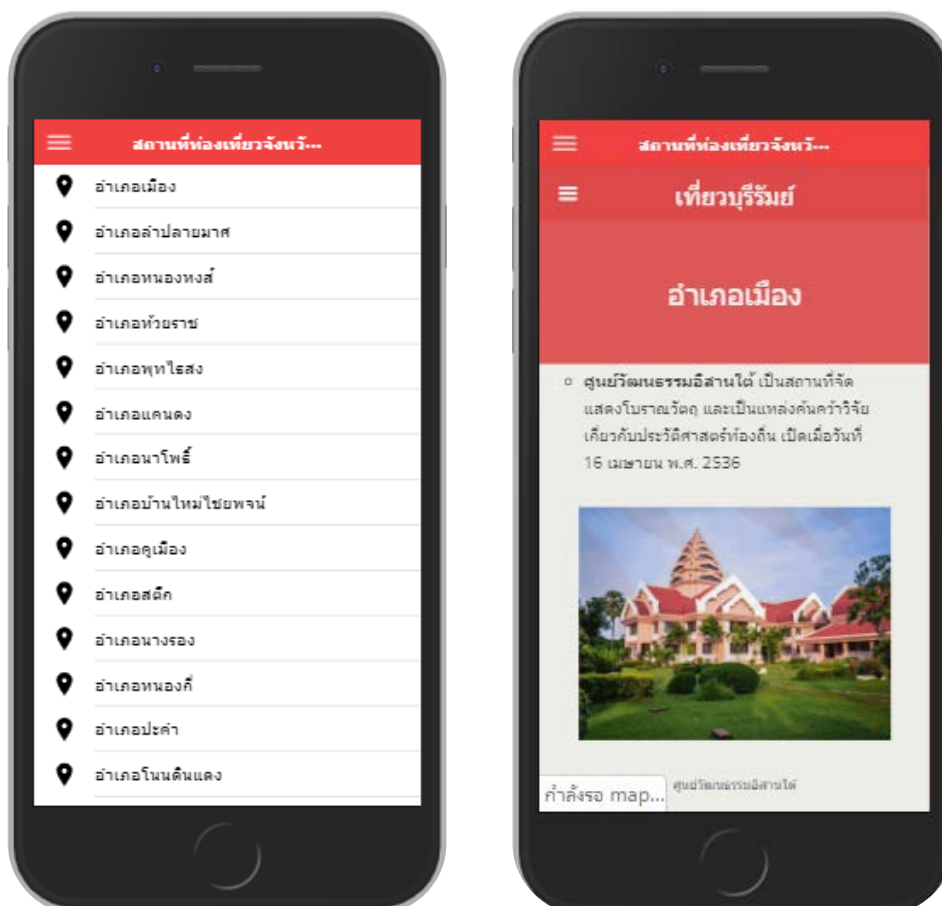 สถานที่ท่องเที่ยวจังหวั...
อำเภอเมือง
อำเภอลำปลายมาศ
อำเภอหนองหงส์
อำเภอห้วยราช
อำเภอพุทไธสง
อำเภอแคนดง
อำเภอนาโพธิ์
อำเภอบ้านใหม่ไชยพจน์
อำเภอคูเมือง
อำเภอสตึก
อำเภอนางรอง
อำเภอหนองกี่
อำเภอปะคำ
อำเภอโนนดินแดง
สถานที่ท่องเที่ยวจังหวั...
เที่ยวบุรีรัมย์
อำเภอเมือง
ศูนย์วัฒนธรรมอีสานใต้ เป็นสถานที่จัด
แสดงโบราณวัตถุ และเป็นแหล่งค้นคว้าวิจัย
เกี่ยวกับประวัติศาสตร์ท้องถิ่น เปิดเมื่อวันที่
16 เมษายน พ.ศ. 2536
ศูนย์วัฒนธรรมอีสานใต้
กำลังรอ map...